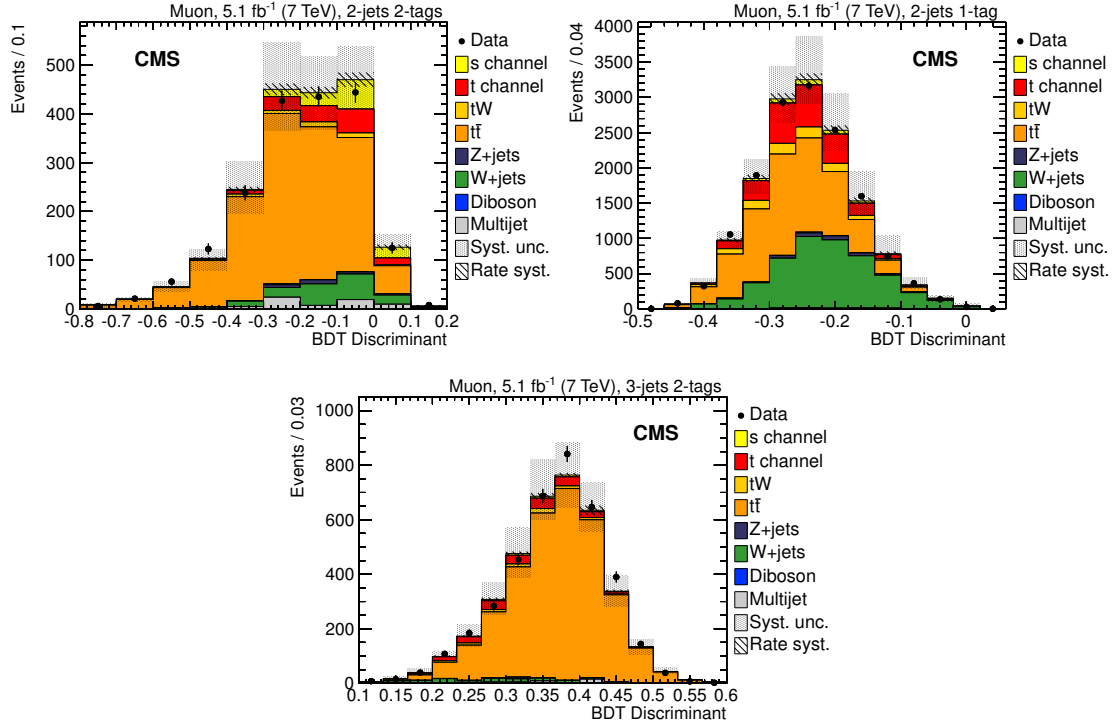 Muon, 5.1 fb⁻¹ (7 TeV), 2-jets 2-tags
Events / 0.1
CMS
500
400
300
200
100
0
-0.8 -0.7 -0.6 -0.5 -0.4 -0.3 -0.2 -0.1 0 0.1 0.2
BDT Discriminant
Data
s channel
t channel
tW
tt̄
Z+jets
W+jets
Diboson
Multijet
Syst. unc.
Rate syst.
Muon, 5.1 fb⁻¹ (7 TeV), 2-jets 1-tag
Events / 0.04
CMS
4000
3500
3000
2500
2000
1500
1000
500
0
-0.5 -0.4 -0.3 -0.2 -0.1 0
BDT Discriminant
Data
s channel
t channel
tW
tt̄
Z+jets
W+jets
Diboson
Multijet
Syst. unc.
Rate syst.
Muon, 5.1 fb⁻¹ (7 TeV), 3-jets 2-tags
Events / 0.03
CMS
1000
800
600
400
200
0
0.1 0.15 0.2 0.25 0.3 0.35 0.4 0.45 0.5 0.55 0.6
BDT Discriminant
Data
s channel
t channel
tW
tt̄
Z+jets
W+jets
Diboson
Multijet
Syst. unc.
Rate syst.